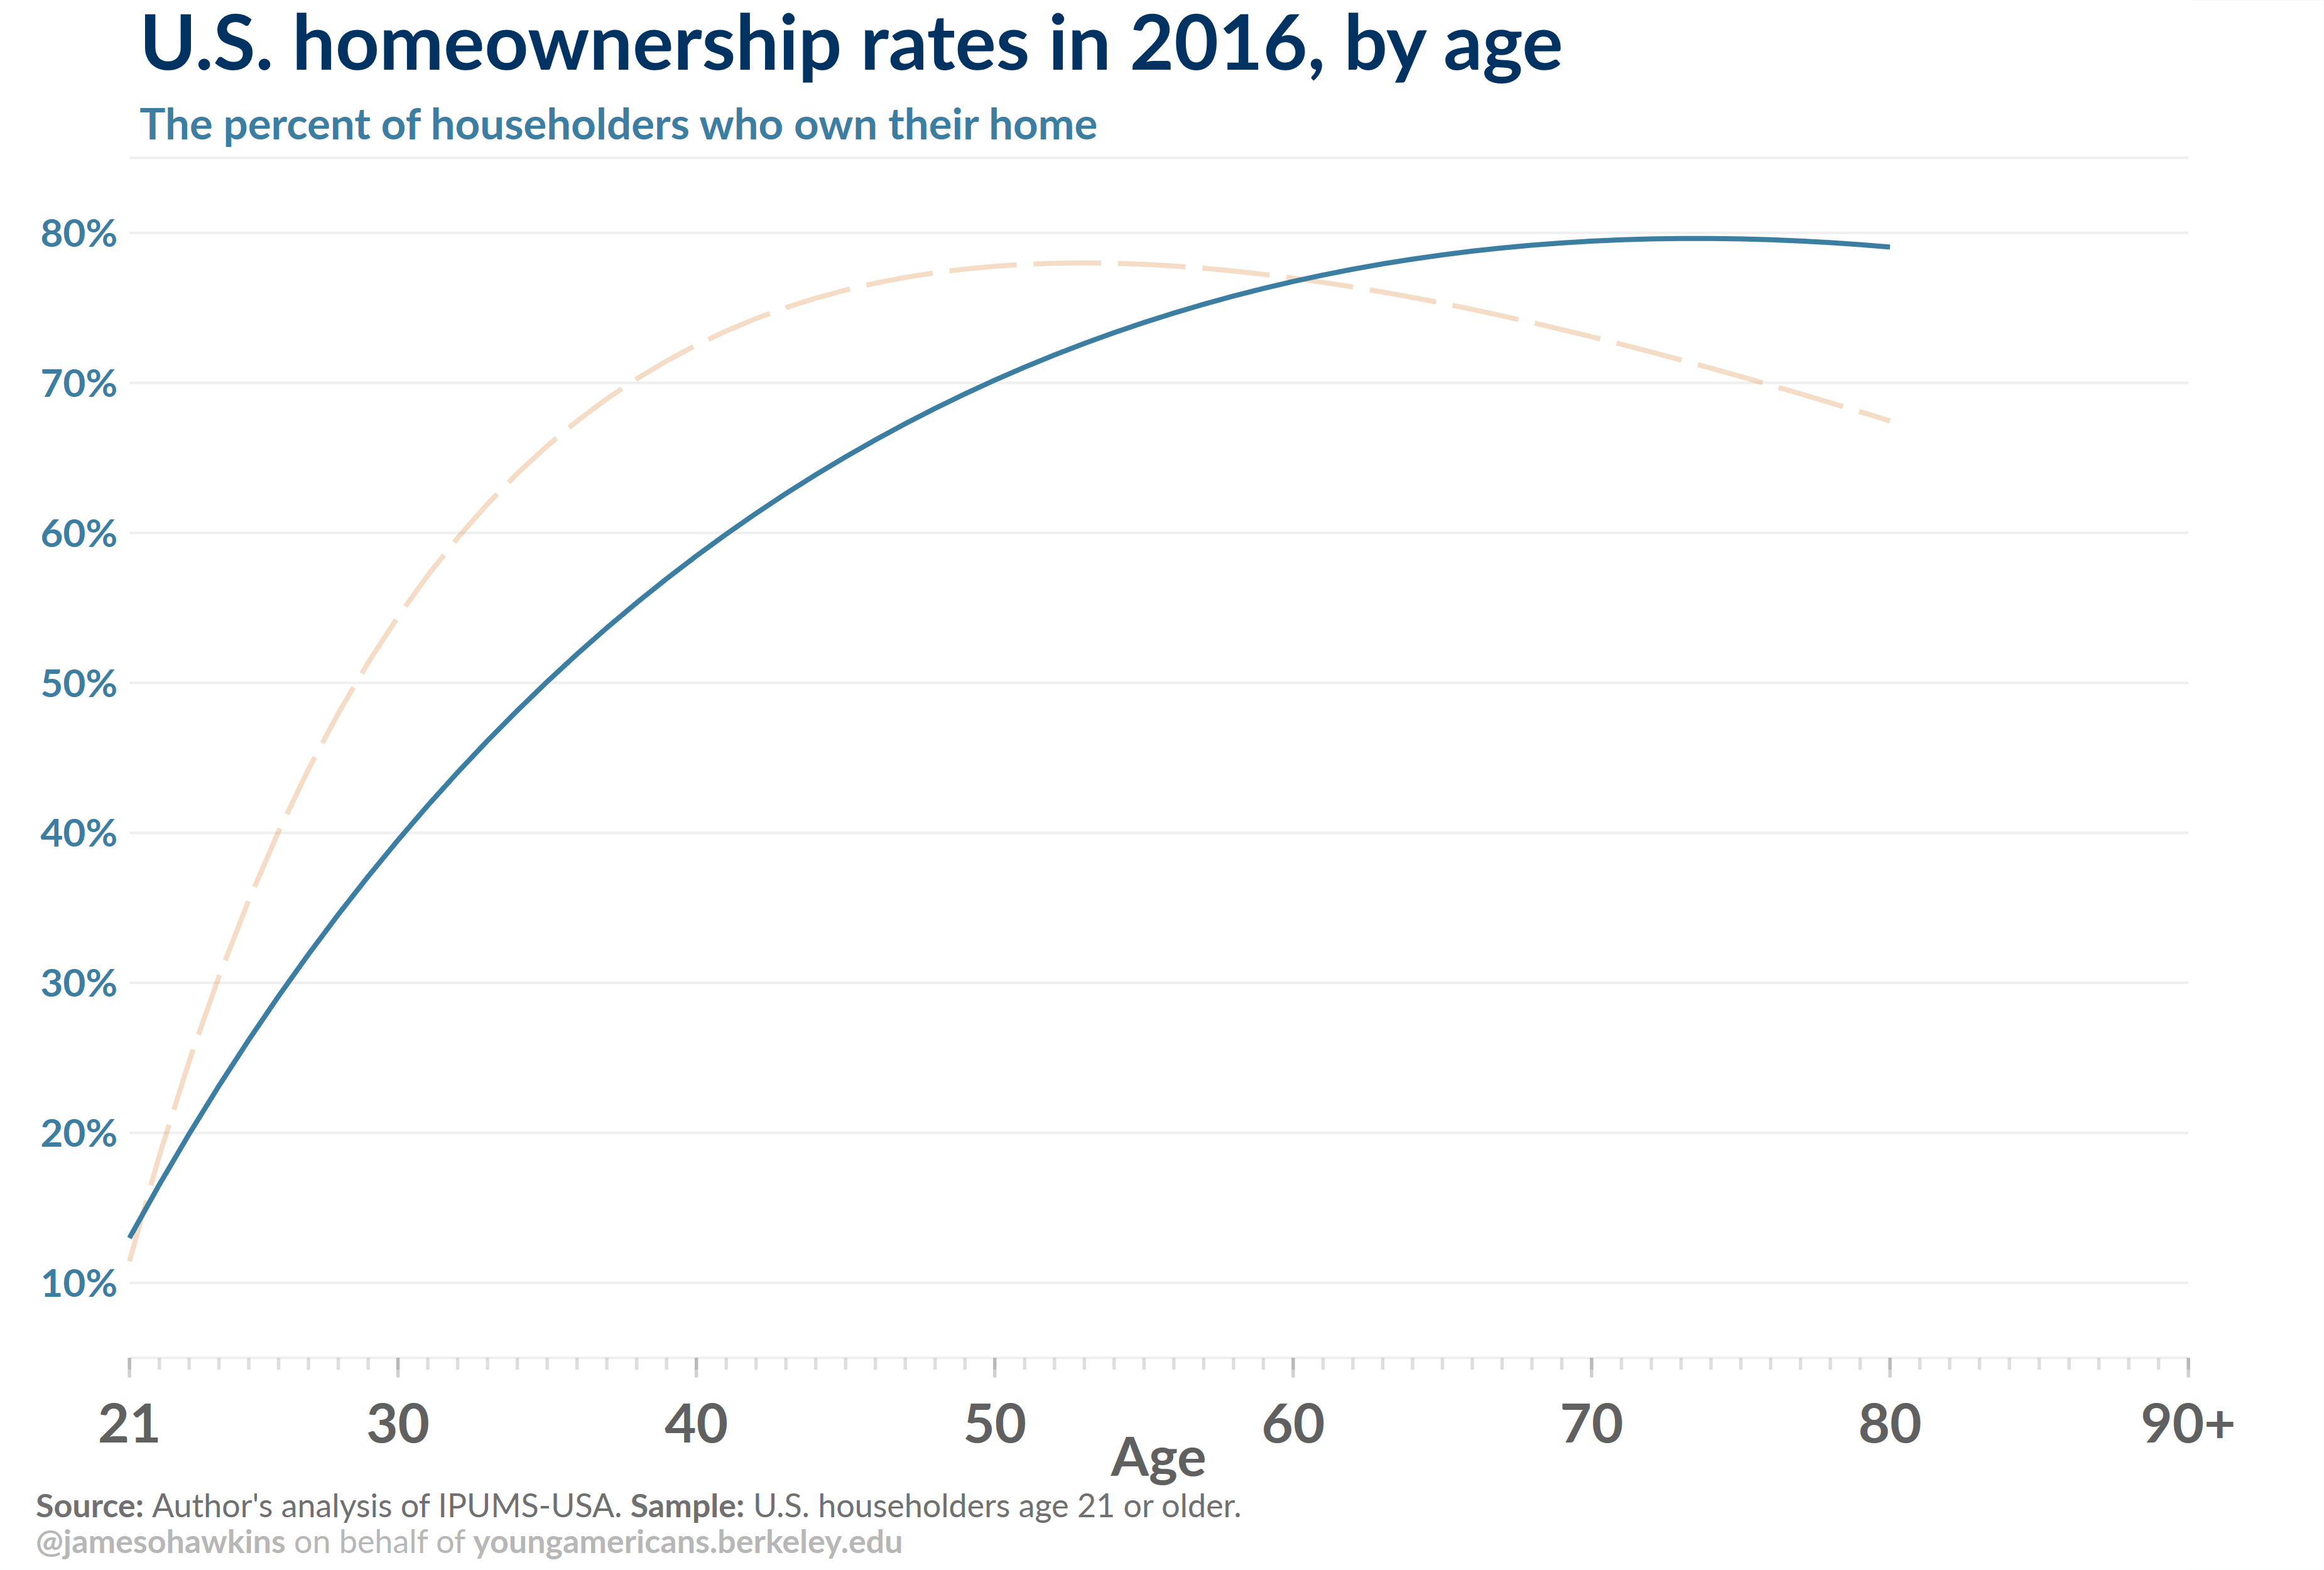 U.S. homeownership rates in 2016, by age
The percent of householders who own their home
80%
70%
60%
50%
40%
30%
20%
10%
21 30 40 50 60 70 80 90+
Age
Source: Author's analysis of IPUMS-USA. Sample: U.S. householders age 21 or older.
@jamesohawkins on behalf of youngamericans.berkeley.edu